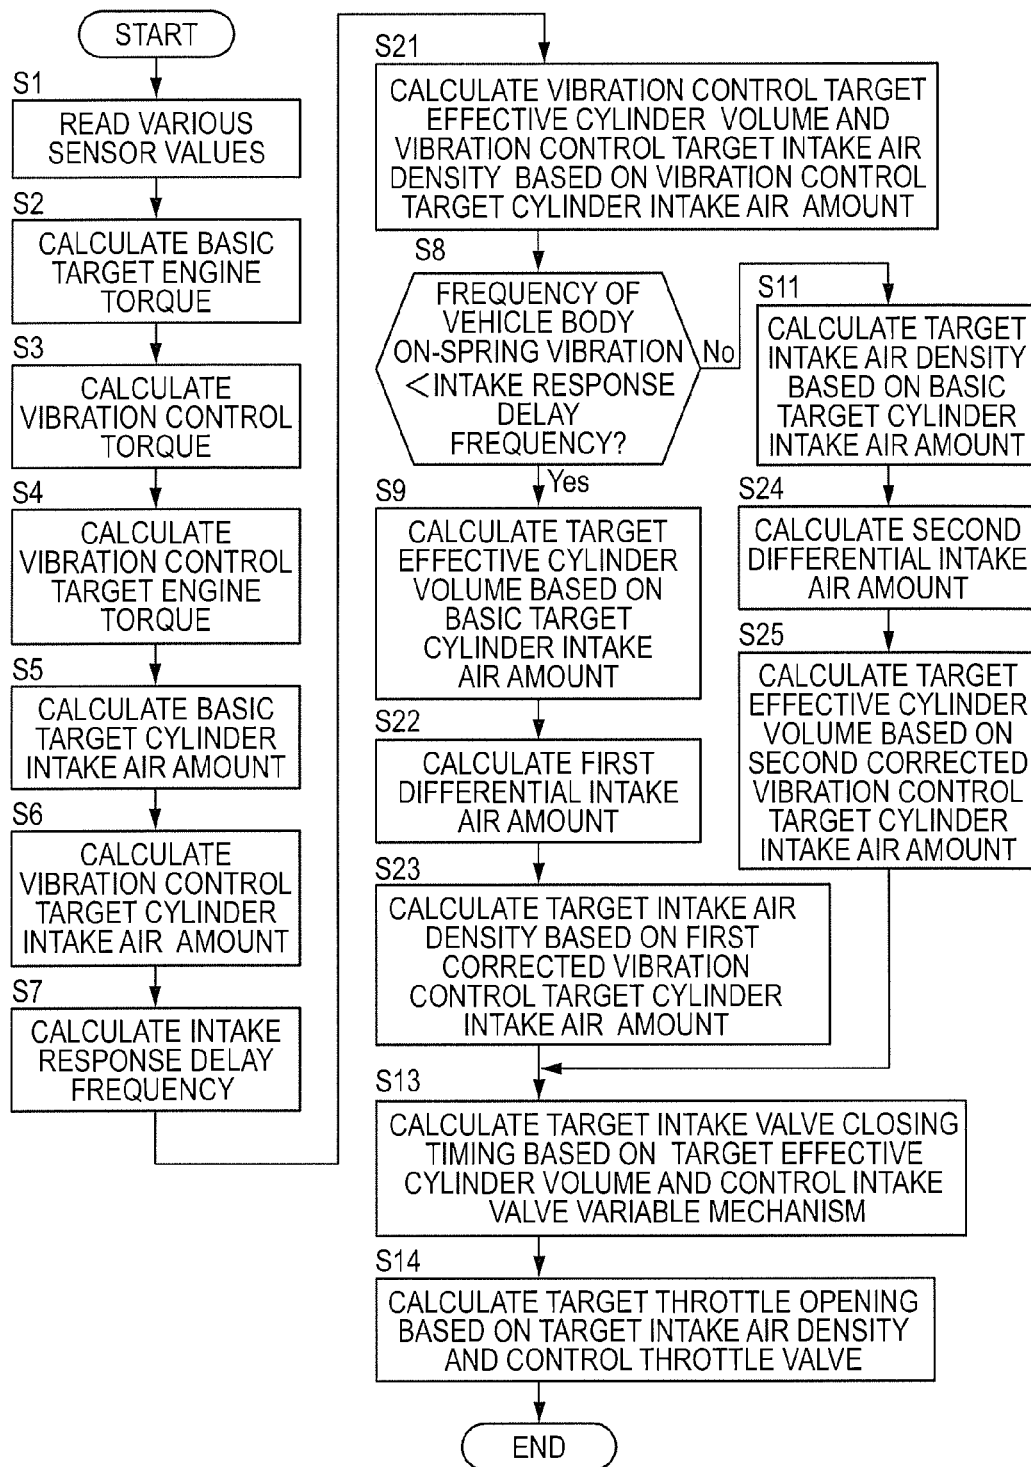 START
S1
READ VARIOUS
SENSOR VALUES
S2
CALCULATE BASIC
TARGET ENGINE
TORQUE
S3
CALCULATE
VIBRATION CONTROL
TORQUE
S4
CALCULATE
VIBRATION CONTROL
TARGET ENGINE
TORQUE
S5
CALCULATE BASIC
TARGET CYLINDER
INTAKE AIR AMOUNT
S6
CALCULATE
VIBRATION CONTROL
TARGET CYLINDER
INTAKE AIR AMOUNT
S7
CALCULATE INTAKE
RESPONSE DELAY
FREQUENCY
S21
CALCULATE VIBRATION CONTROL TARGET
EFFECTIVE CYLINDER VOLUME AND
VIBRATION CONTROL TARGET INTAKE AIR
DENSITY BASED ON VIBRATION CONTROL
TARGET CYLINDER INTAKE AIR AMOUNT
S8
FREQUENCY OF
VEHICLE BODY
ON-SPRING VIBRATION
<INTAKE RESPONSE
DELAY
FREQUENCY?
No
Yes
S9
CALCULATE TARGET
EFFECTIVE CYLINDER
VOLUME BASED ON
BASIC TARGET
CYLINDER INTAKE
AIR AMOUNT
S22
CALCULATE FIRST
DIFFERENTIAL INTAKE
AIR AMOUNT
S23
CALCULATE TARGET INTAKE AIR
DENSITY BASED ON FIRST
CORRECTED VIBRATION
CONTROL TARGET CYLINDER
INTAKE AIR AMOUNT
S11
CALCULATE TARGET
INTAKE AIR DENSITY
BASED ON BASIC
TARGET CYLINDER
INTAKE AIR AMOUNT
S24
CALCULATE SECOND
DIFFERENTIAL INTAKE
AIR AMOUNT
S25
CALCULATE TARGET
EFFECTIVE CYLINDER
VOLUME BASED ON
SECOND CORRECTED
VIBRATION CONTROL
TARGET CYLINDER
INTAKE AIR AMOUNT
S13
CALCULATE TARGET INTAKE VALVE CLOSING
TIMING BASED ON TARGET EFFECTIVE
CYLINDER VOLUME AND CONTROL INTAKE
VALVE VARIABLE MECHANISM
S14
CALCULATE TARGET THROTTLE OPENING
BASED ON TARGET INTAKE AIR DENSITY
AND CONTROL THROTTLE VALVE
END